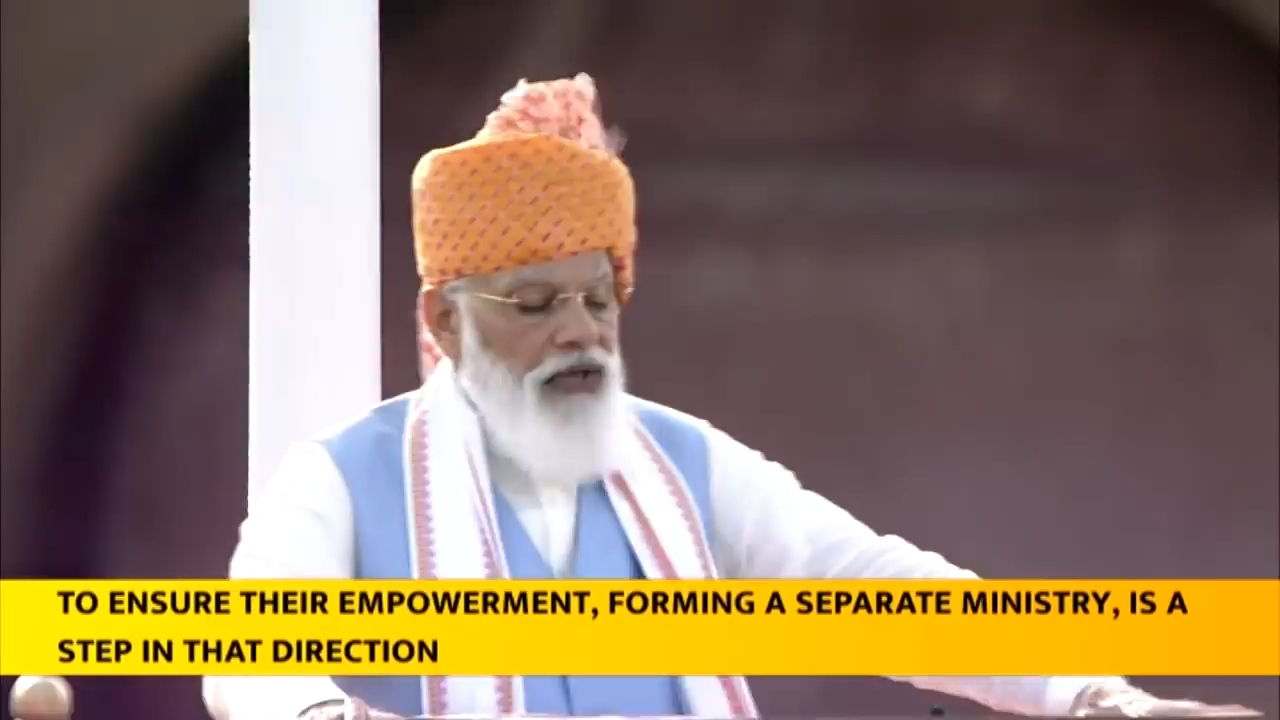 TO ENSURE THEIR EMPOWERMENT, FORMING A SEPARATE MINISTRY, IS A
STEP IN THAT DIRECTION